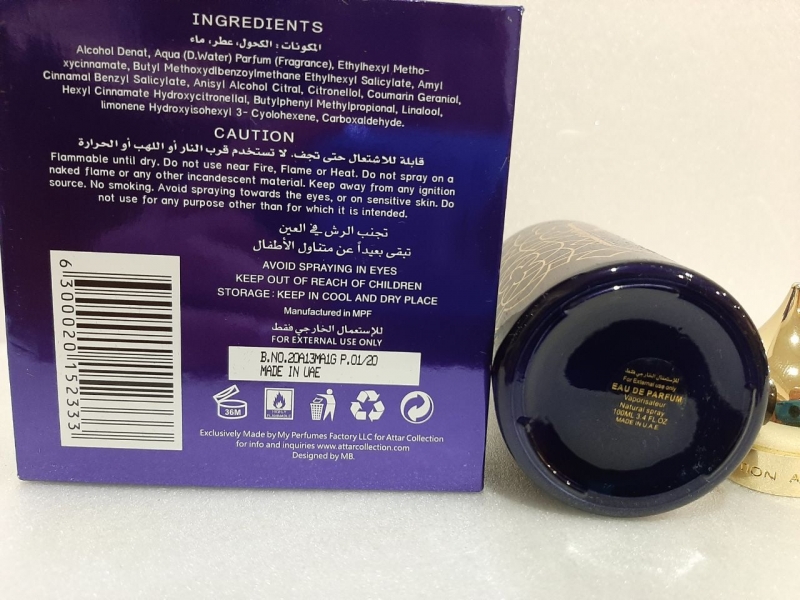 INGREDIENTS
المكونات: الكحول، عطر، ماء
Alcohol Denat, Aqua (D.Water) Parfum (Fragrance), Ethylhexyl Metho-
xycinnamate, Butyl Methoxydlbenzoylmethane Ethylhexyl Salicylate, Amyl
Cinnamal Benzyl Salicylate, Anisyl Alcohol Citral, Citronellol, Coumarin Geraniol,
Hexyl Cinnamate Hydroxycitronellal, Butylphenyl Methylpropional, Linalool,
limonene Hydroxyisohexyl 3- Cyolohexene, Carboxaldehyde.
CAUTION
قابلة للاشتعال حتى تجف. لا تستخدم قرب النار أو اللهب أو الحرارة
Flammable until dry. Do not use near Fire, Flame or Heat. Do not spray on a
naked flame or any other incandescent material. Keep away from any ignition
source. No smoking. Avoid spraying towards the eyes, or on sensitive skin. Do
not use for any purpose other than for which it is intended.
تجنب الرش في العين
تبقى بعيداً عن متناول الأطفال
AVOID SPRAYING IN EYES
KEEP OUT OF REACH OF CHILDREN
STORAGE : KEEP IN COOL AND DRY PLACE
Manufactured in MPF
للإستعمال الخارجي فقط
FOR EXTERNAL USE ONLY
B.NO.20A13MA1G P.01/20
MADE IN UAE
36M
HIGHLY
FLAMMABLE
Exclusively Made by My Perfumes Factory LLC for Attar Collection
for info and inquiries www.attarcollection.com
Designed by MB.
6 300020 152333
للإستعمال الخارجي فقط
For External use only
EAU DE PARFUM
Vaporisateur
Natural spray
100ML 3.4 FL.OZ
MADE IN U.A.E
TION A